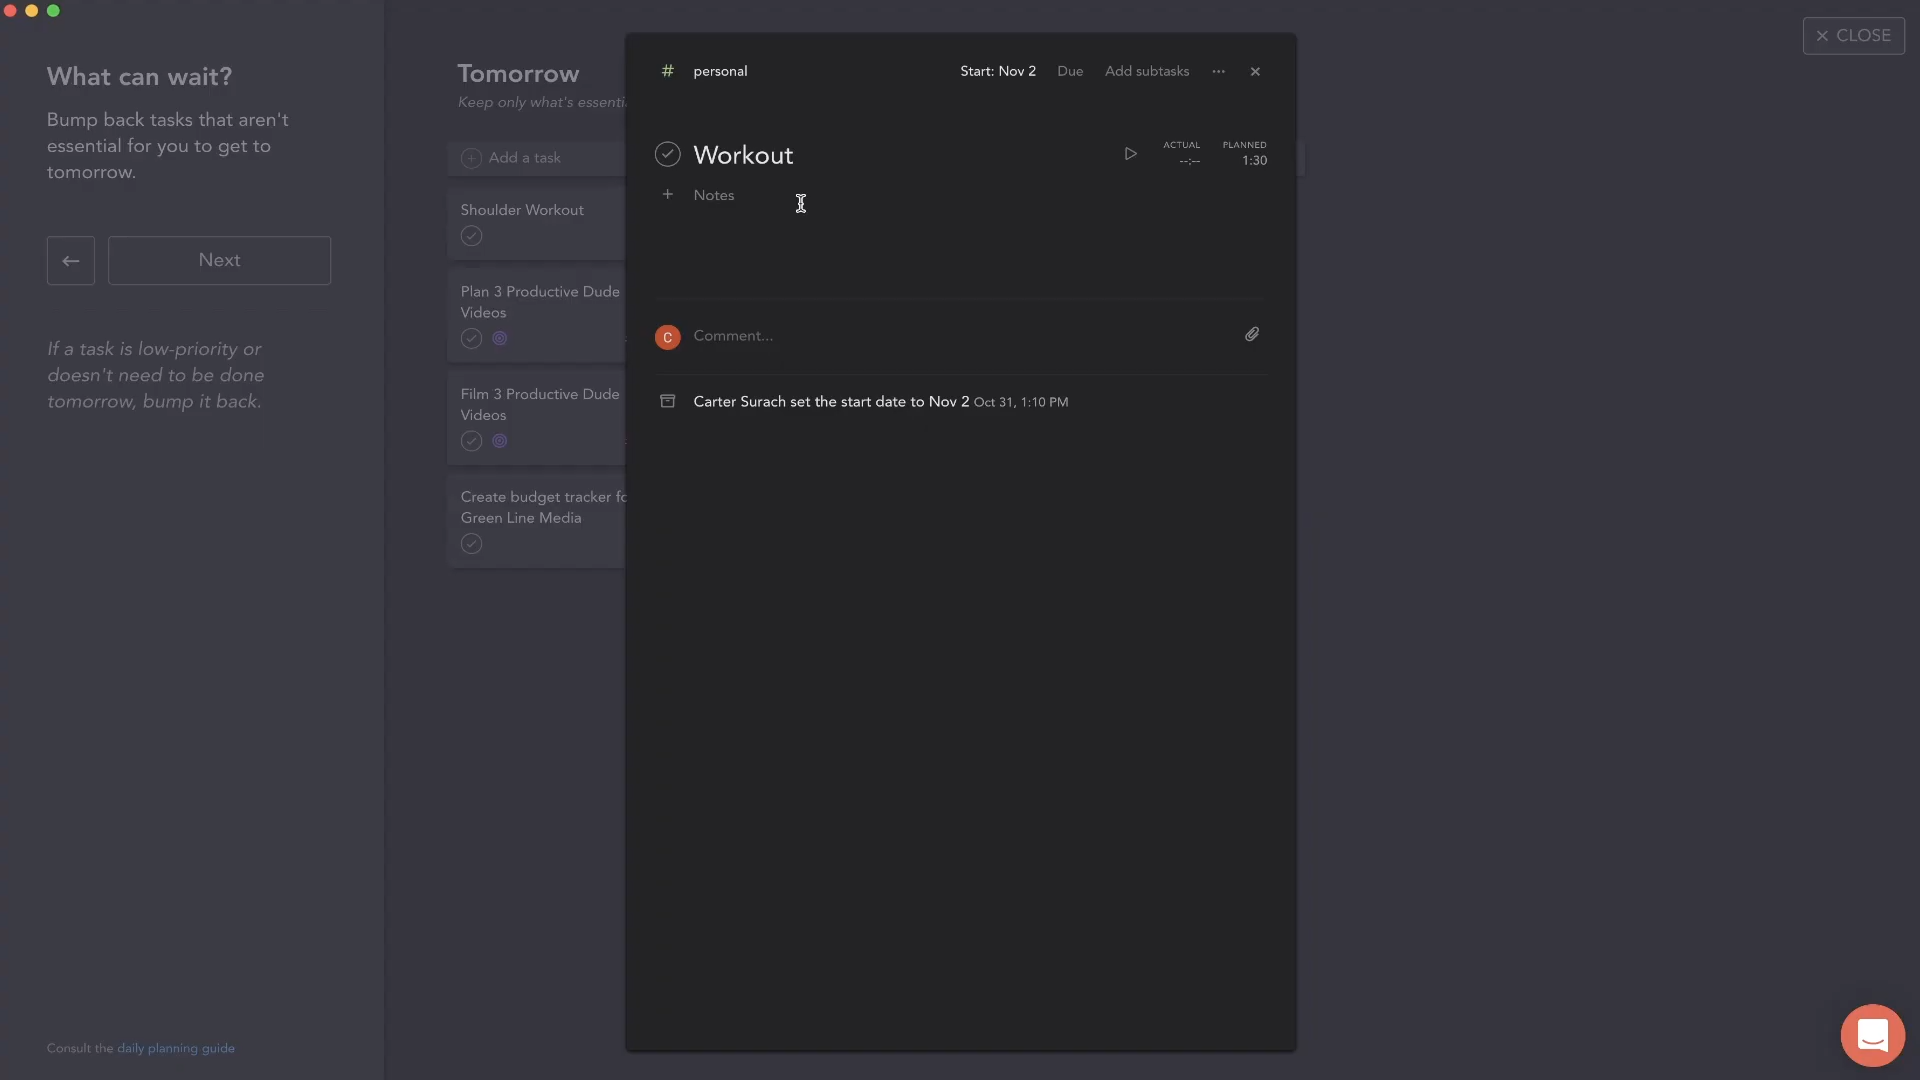 What can wait?
Bump back tasks that aren't
essential for you to get to
tomorrow.
Next
If a task is low-priority or
doesn't need to be done
tomorrow, bump it back.
Consult the daily planning guide
Tomorrow
Keep only what's
Add a task
Shoulder Workout
Plan 3 Productive Dude
Videos
Film 3 Productive Dude
Videos
Create budget tracker
Green Line Media
# personal
Start: Nov 2 Due Add subtasks
Workout
ACTUAL PLANNED
--:-- 1:30
Notes
C Comment...
Carter Surach set the start date to Nov 2 Oct 31, 1:10 PM
CLOSE